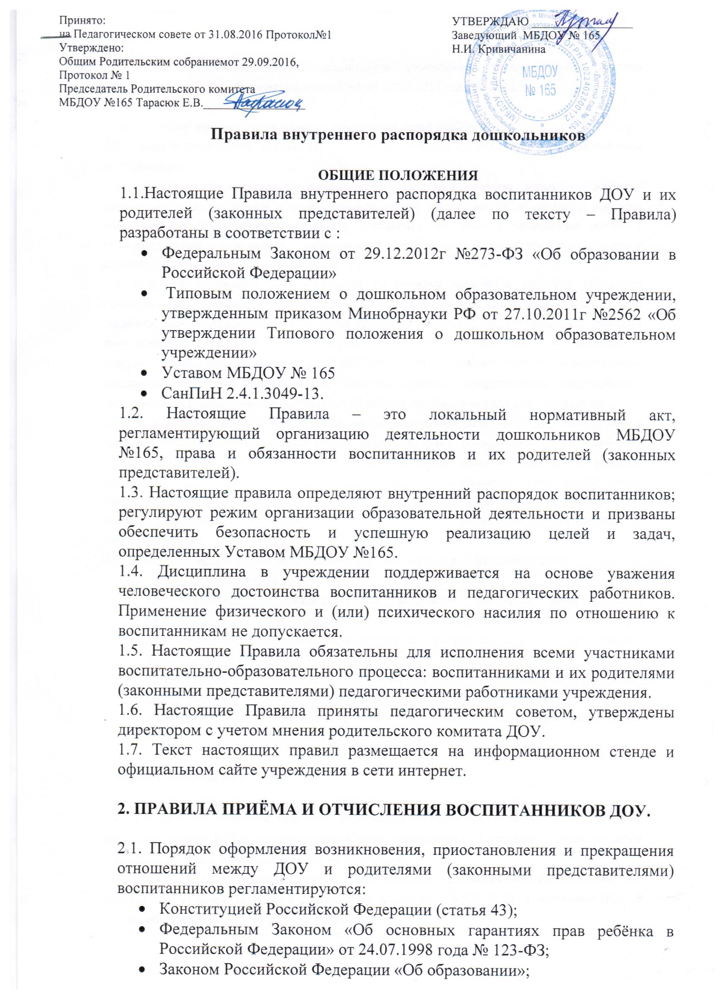 Принято:
на Педагогическом совете от 31.08.2016 Протокол№1
Утверждено:
Общим Родительским собраниемот 29.09.2016,
Протокол № 1
Председатель Родительского комитета
МБДОУ №165 Тарасюк Е.В.
УТВЕРЖДАЮ
Заведующий МБДОУ № 165
Н.И. Кривичанина
МБДОУ
№ 165
Правила внутреннего распорядка дошкольников
ОБЩИЕ ПОЛОЖЕНИЯ
1.1.Настоящие Правила внутреннего распорядка воспитанников ДОУ и их
родителей (законных представителей) (далее по тексту – Правила)
разработаны в соответствии с :
• Федеральным Законом от 29.12.2012г №273-ФЗ «Об образовании в
Российской Федерации»
• Типовым положением о дошкольном образовательном учреждении,
утвержденным приказом Минобрнауки РФ от 27.10.2011г №2562 «Об
утверждении Типового положения о дошкольном образовательном
учреждении»
• Уставом МБДОУ № 165
• СанПиН 2.4.1.3049-13.
1.2. Настоящие Правила – это локальный нормативный акт,
регламентирующий организацию деятельности дошкольников МБДОУ
№165, права и обязанности воспитанников и их родителей (законных
представителей).
1.3. Настоящие правила определяют внутренний распорядок воспитанников;
регулируют режим организации образовательной деятельности и призваны
обеспечить безопасность и успешную реализацию целей и задач,
определенных Уставом МБДОУ №165.
1.4. Дисциплина в учреждении поддерживается на основе уважения
человеческого достоинства воспитанников и педагогических работников.
Применение физического и (или) психического насилия по отношению к
воспитанникам не допускается.
1.5. Настоящие Правила обязательны для исполнения всеми участниками
воспитательно-образовательного процесса: воспитанниками и их родителями
(законными представителями) педагогическими работниками учреждения.
1.6. Настоящие Правила приняты педагогическим советом, утверждены
директором с учетом мнения родительского комитата ДОУ.
1.7. Текст настоящих правил размещается на информационном стенде и
официальном сайте учреждения в сети интернет.
2. ПРАВИЛА ПРИЁМА И ОТЧИСЛЕНИЯ ВОСПИТАННИКОВ ДОУ.
2.1. Порядок оформления возникновения, приостановления и прекращения
отношений между ДОУ и родителями (законными представителями)
воспитанников регламентируются:
• Конституцией Российской Федерации (статья 43);
• Федеральным Законом «Об основных гарантиях прав ребёнка в
Российской Федерации» от 24.07.1998 года № 123-ФЗ;
• Законом Российской Федерации «Об образовании»;